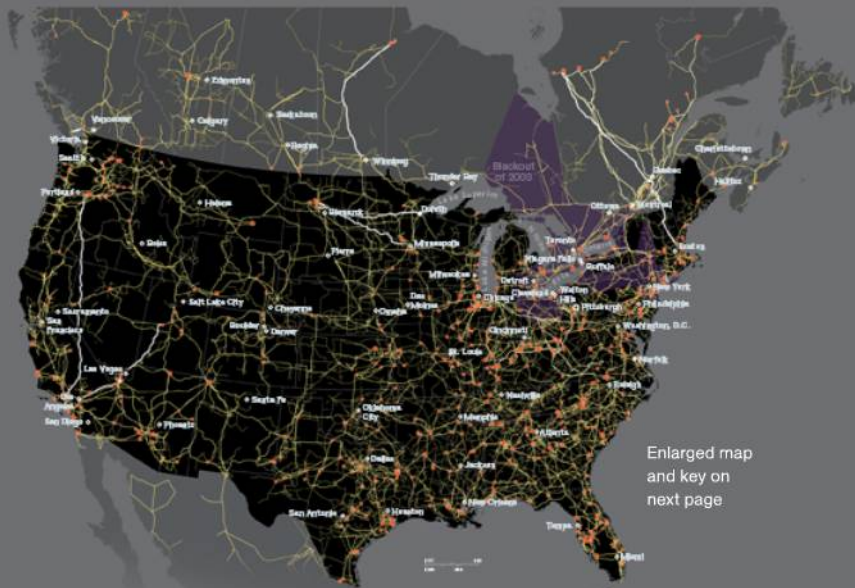 Edmonton
Calgary
Saskatoon
Vancouver
Victoria
Regina
Winnipeg
Thunder Bay
Blackout
of 2003
Quebec
Charlottetown
Halifax
Portland
Helena
Bismarck
Duluth
Lake Superior
Ottawa
Montreal
Boise
Pierre
Minneapolis
Toronto
Niagara Falls
Buffalo
Boston
Milwaukee
Detroit
Cleveland
Walton
Hills
New York
Sacramento
San
Francisco
Salt Lake City
Cheyenne
Des
Moines
Omaha
Chicago
Pittsburgh
Philadelphia
Boulder
Denver
Cincinnati
Washington, D.C.
Las Vegas
St. Louis
Norfolk
Los
Angeles
Santa Fe
Nashville
Raleigh
San Diego
Phoenix
Oklahoma
City
Memphis
Atlanta
Dallas
Jackson
San Antonio
Houston
New Orleans
Tampa
Miami
Enlarged map
and key on
next page